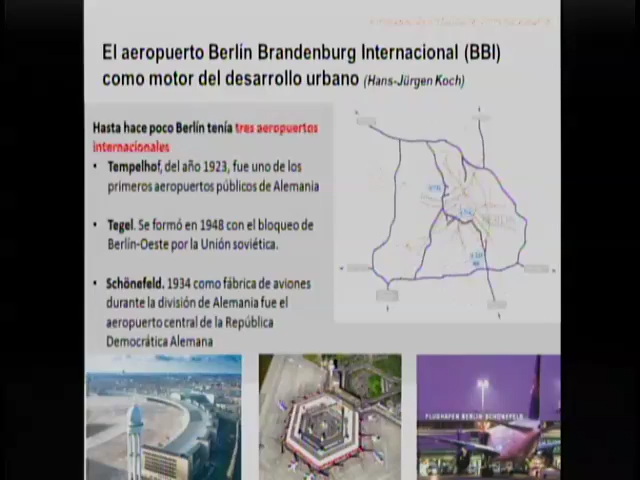 El aeropuerto Berlín Brandenburg Internacional (BBI)
como motor del desarrollo urbano (Hans-Jürgen Koch)
Hasta hace poco Berlín tenía tres aeropuertos
internacionales
• Tempelhof, del año 1923, fue uno de los
primeros aeropuertos públicos de Alemania
• Tegel. Se formó en 1948 con el bloqueo de
Berlín-Oeste por la Unión soviética.
• Schönefeld. 1934 como fábrica de aviones
durante la división de Alemania fue el
aeropuerto central de la República
Democrática Alemana
BERLIN
FLUGHAFEN BERLIN SCHÖNEFELD